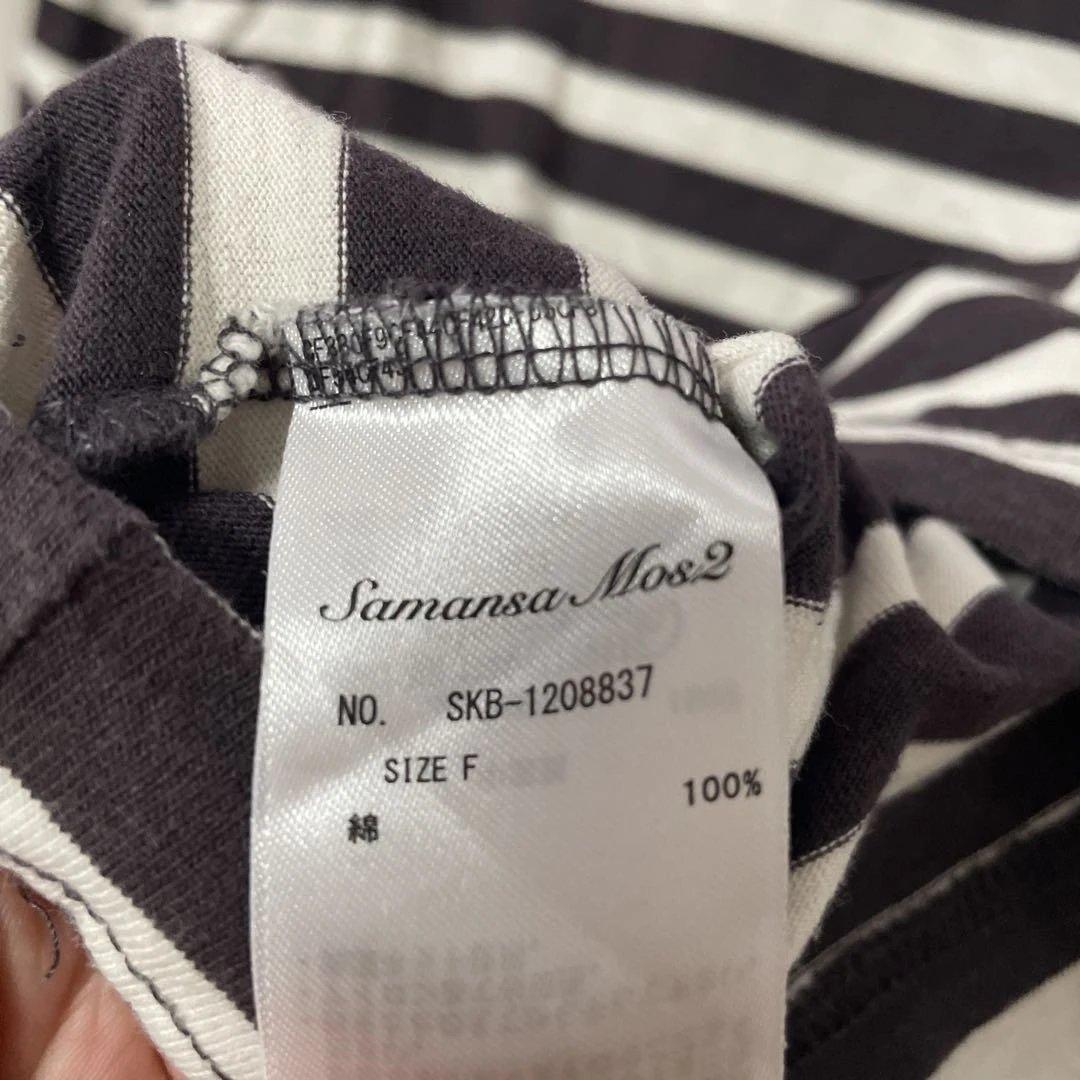 Samansa Mos2
NO. SKB-1208837
SIZE F
綿 100%